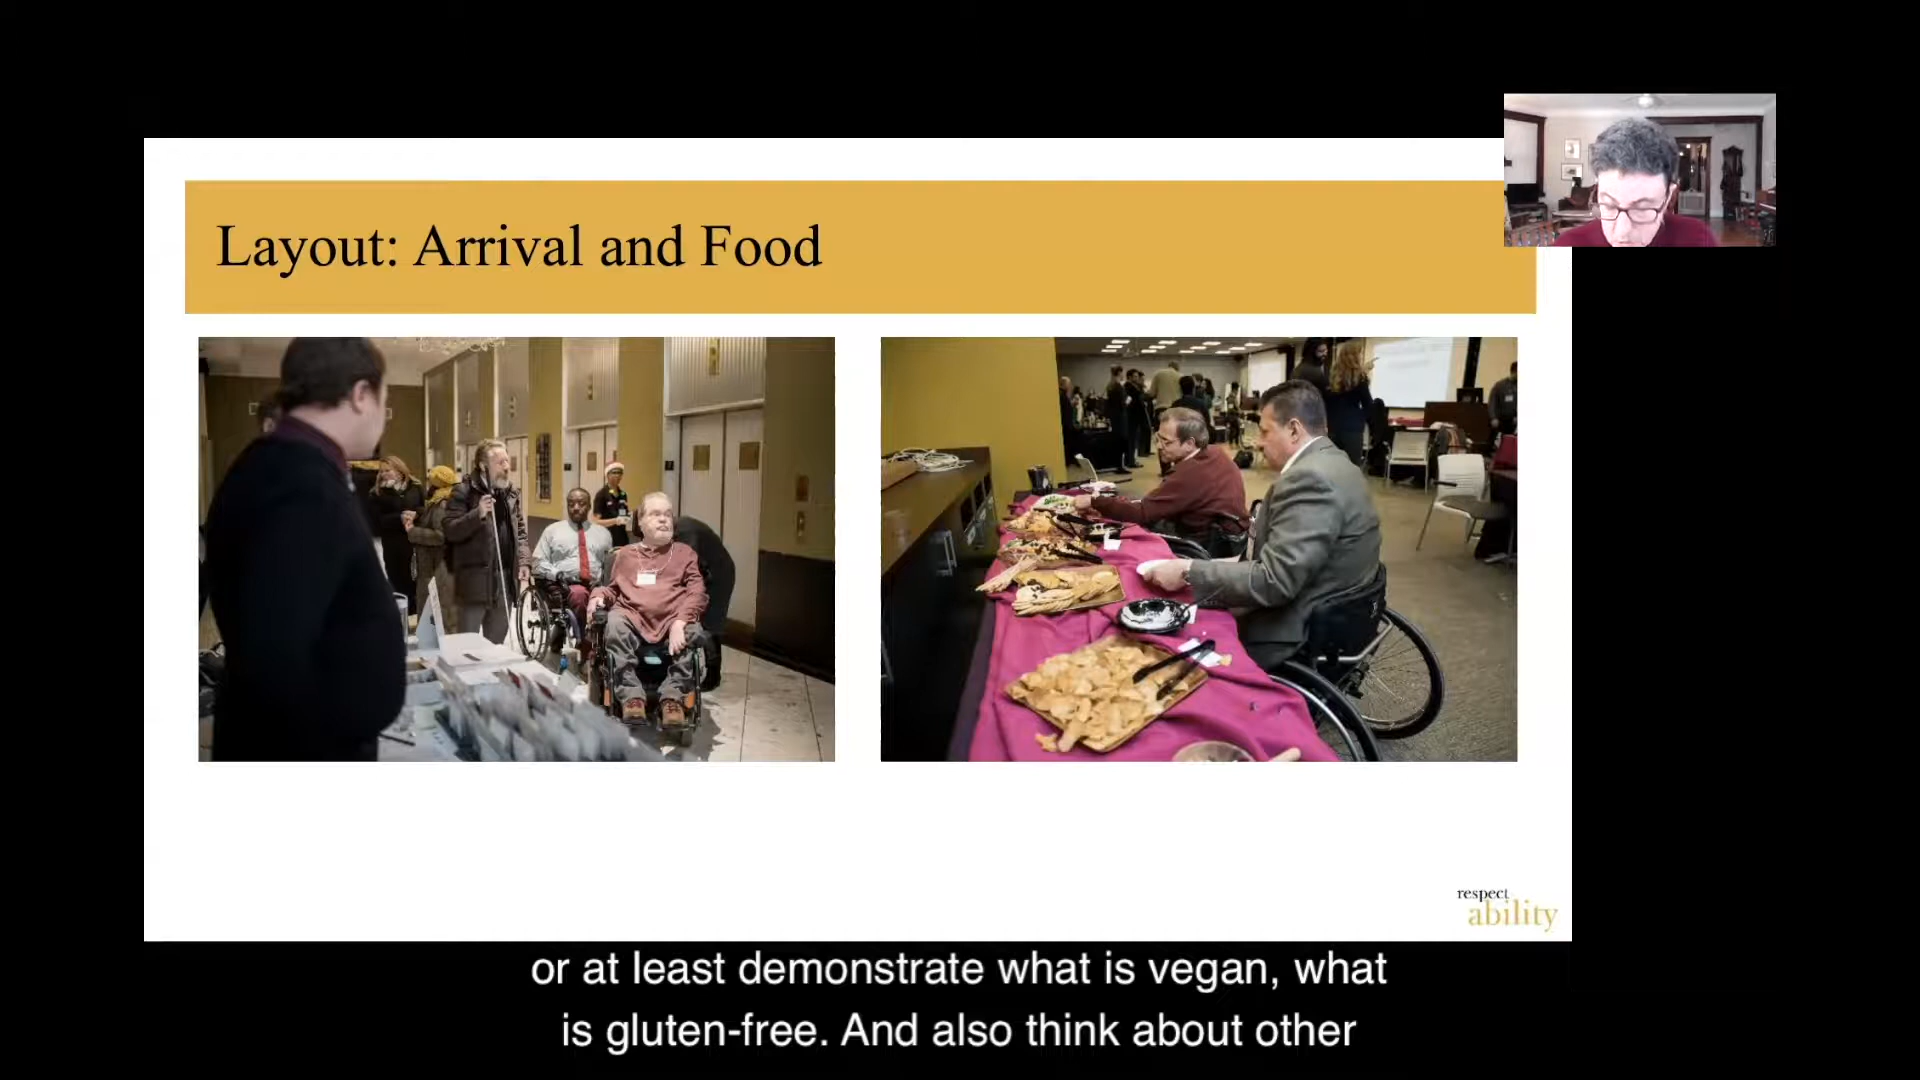 Layout: Arrival and Food
respect
ability
or at least demonstrate what is vegan, what
is gluten-free. And also think about other